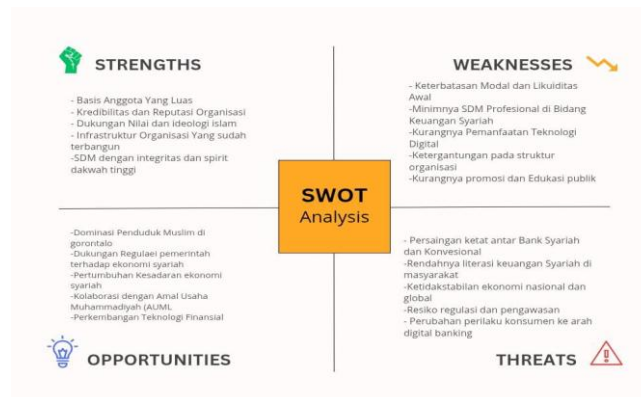 STRENGTHS
- Basis Anggota Yang Luas
- Kredibilitas dan Reputasi Organisasi
- Dukungan Nilai dan ideologi islam
- Infrastruktur Organisasi Yang sudah
terbangun
-SDM dengan integritas dan spirit
dakwah tinggi
WEAKNESSES
- Keterbatasan Modal dan Likuiditas
Awal
-Minimnya SDM Profesional di Bidang
Keuangan Syariah
-Kurangnya Pemanfaatan Teknologi
Digital
-Ketergantungan pada struktur
organisasi
-Kurangnya promosi dan Edukasi publik
SWOT
Analysis
-Dominasi Penduduk Muslim di
gorontalo
-Dukungan Regulaei pemerintah
terhadap ekonomi syariah
-Pertumbuhan Kesadaran ekonomi
syariah
-Kolaborasi dengan Amal Usaha
Muhammadiyah (AUML
-Perkembangan Teknologi Finansial
OPPORTUNITIES
- Persaingan ketat antar Bank Syariah
dan Konvesional
-Rendahnya literasi keuangan Syariah di
masyarakat
-Ketidakstabilan ekonomi nasional dan
global
-Resiko regulasi dan pengawasan
- Perubahan perilaku konsumen ke arah
digital banking
THREATS